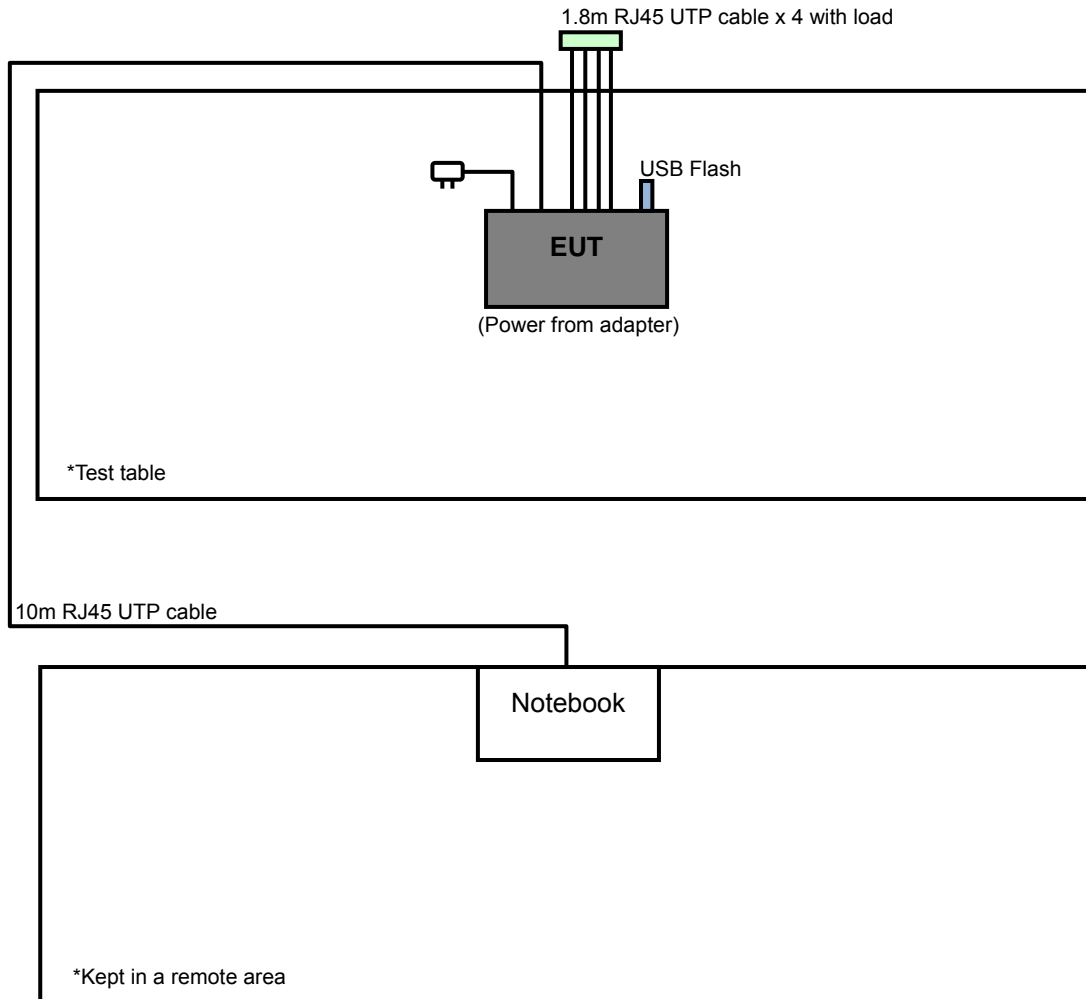 1.8m RJ45 UTP cable x 4 with load
USB Flash
EUT
(Power from adapter)
*Test table
10m RJ45 UTP cable
Notebook
*Kept in a remote area